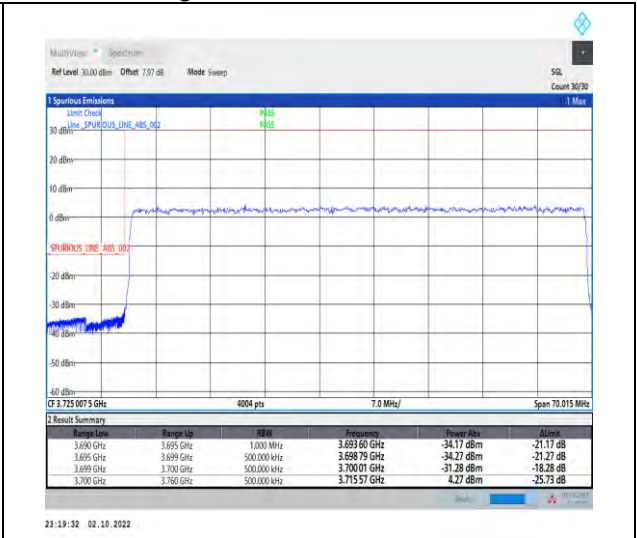 MultiView Spectrum
Ref Level 30.00 dBm Offset 7.97 dB Mode Sweep SGL
Count 30/30
1 Spurious Emissions 1 Max
Limit Check PASS
Line _SPURIOUS_LINE_ABS_002 PASS
30 dBm
20 dBm
10 dBm
0 dBm
_SPURIOUS_LINE_ABS_002
-20 dBm
-30 dBm
-40 dBm
-50 dBm
-60 dBm
CF 3.725 007 5 GHz 4004 pts 7.0 MHz/ Span 70.015 MHz
2 Result Summary
Range Low Range Up RBW Frequency Power Abs ΔLimit
3.690 GHz 3.695 GHz 1.000 MHz 3.693 60 GHz -34.17 dBm -21.17 dB
3.695 GHz 3.699 GHz 500.000 kHz 3.698 79 GHz -34.27 dBm -21.27 dB
3.699 GHz 3.700 GHz 500.000 kHz 3.700 01 GHz -31.28 dBm -18.28 dB
3.700 GHz 3.760 GHz 500.000 kHz 3.715 57 GHz 4.27 dBm -25.73 dB
23:19:32 02.10.2022